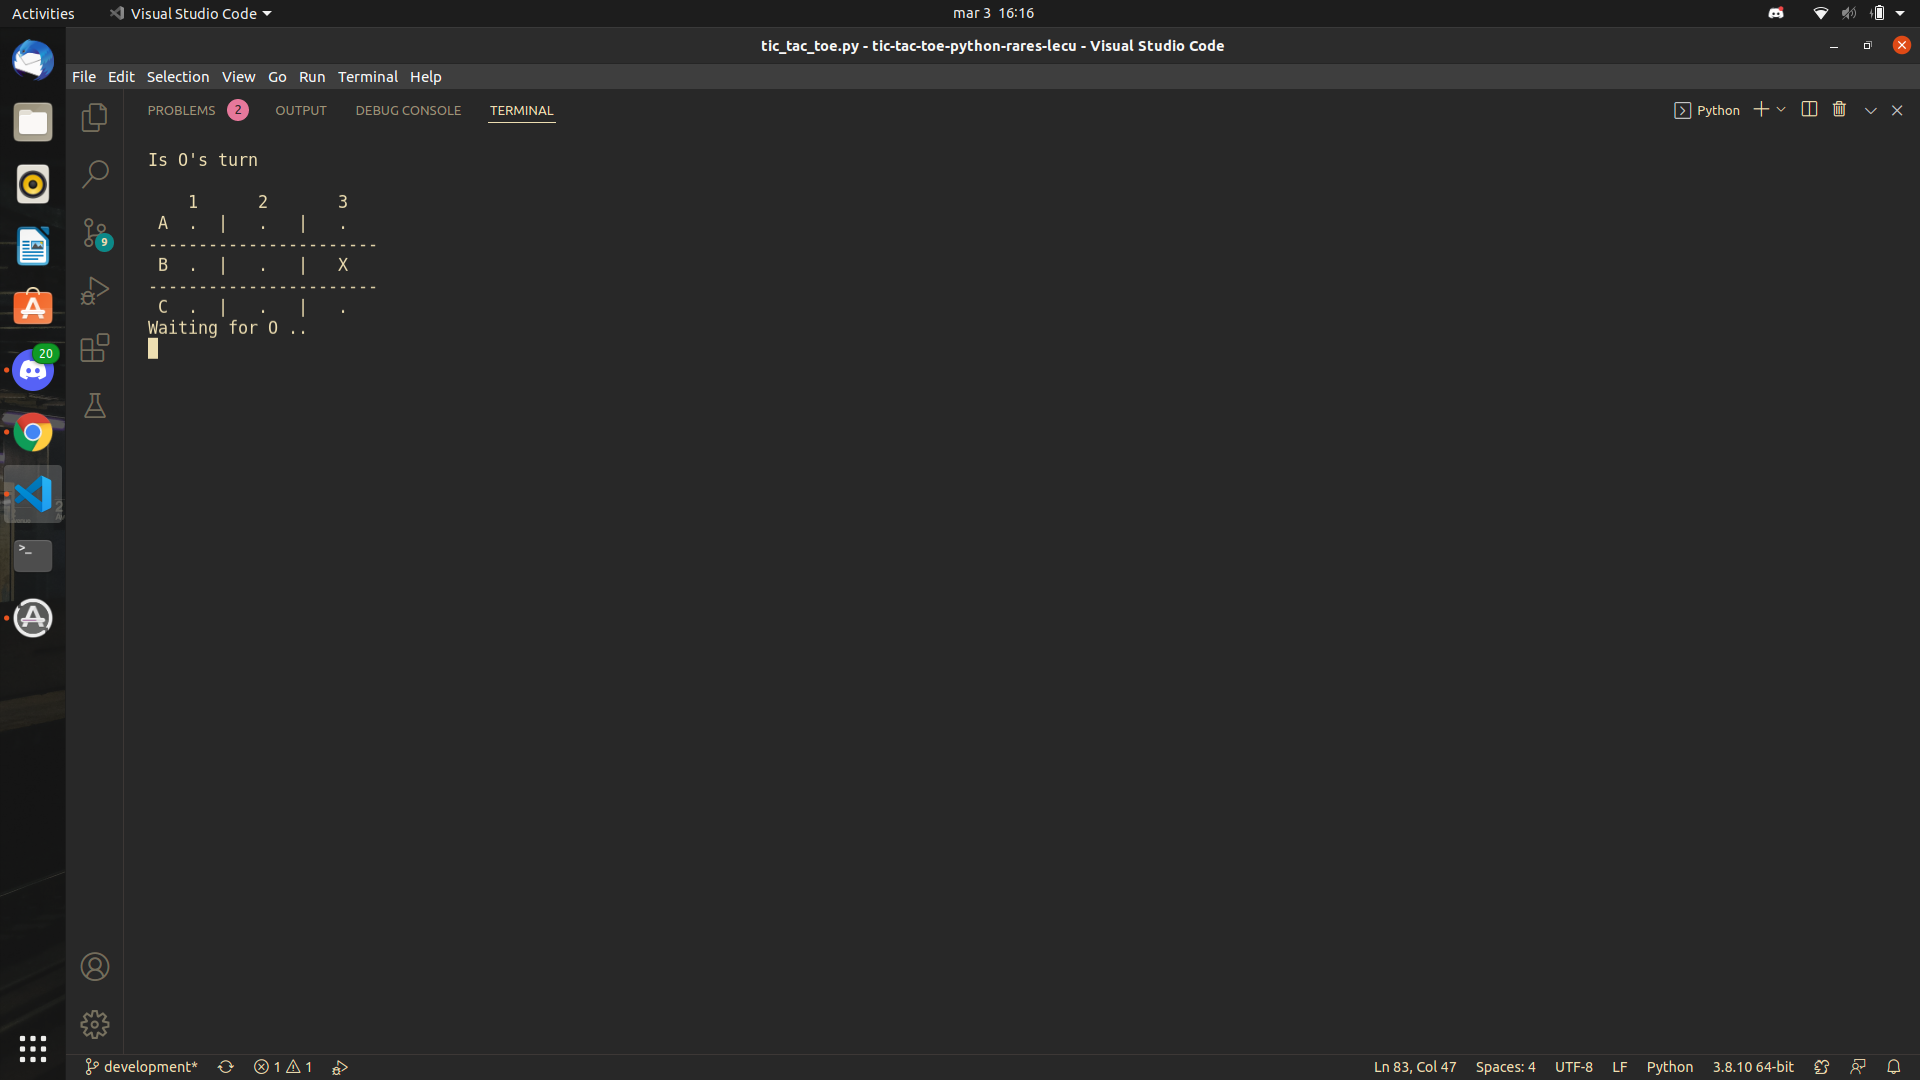 Activities Visual Studio Code mar 3 16:16
tic_tac_toe.py - tic-tac-toe-python-rares-lecu - Visual Studio Code
File Edit Selection View Go Run Terminal Help
PROBLEMS 2 OUTPUT DEBUG CONSOLE TERMINAL Python
Is O's turn
1 2 3
A . | . | .
-----------------------
B . | . | X
-----------------------
C . | . | .
Waiting for O ..
9
20
>_
development* 1 1 Ln 83, Col 47 Spaces: 4 UTF-8 LF Python 3.8.10 64-bit